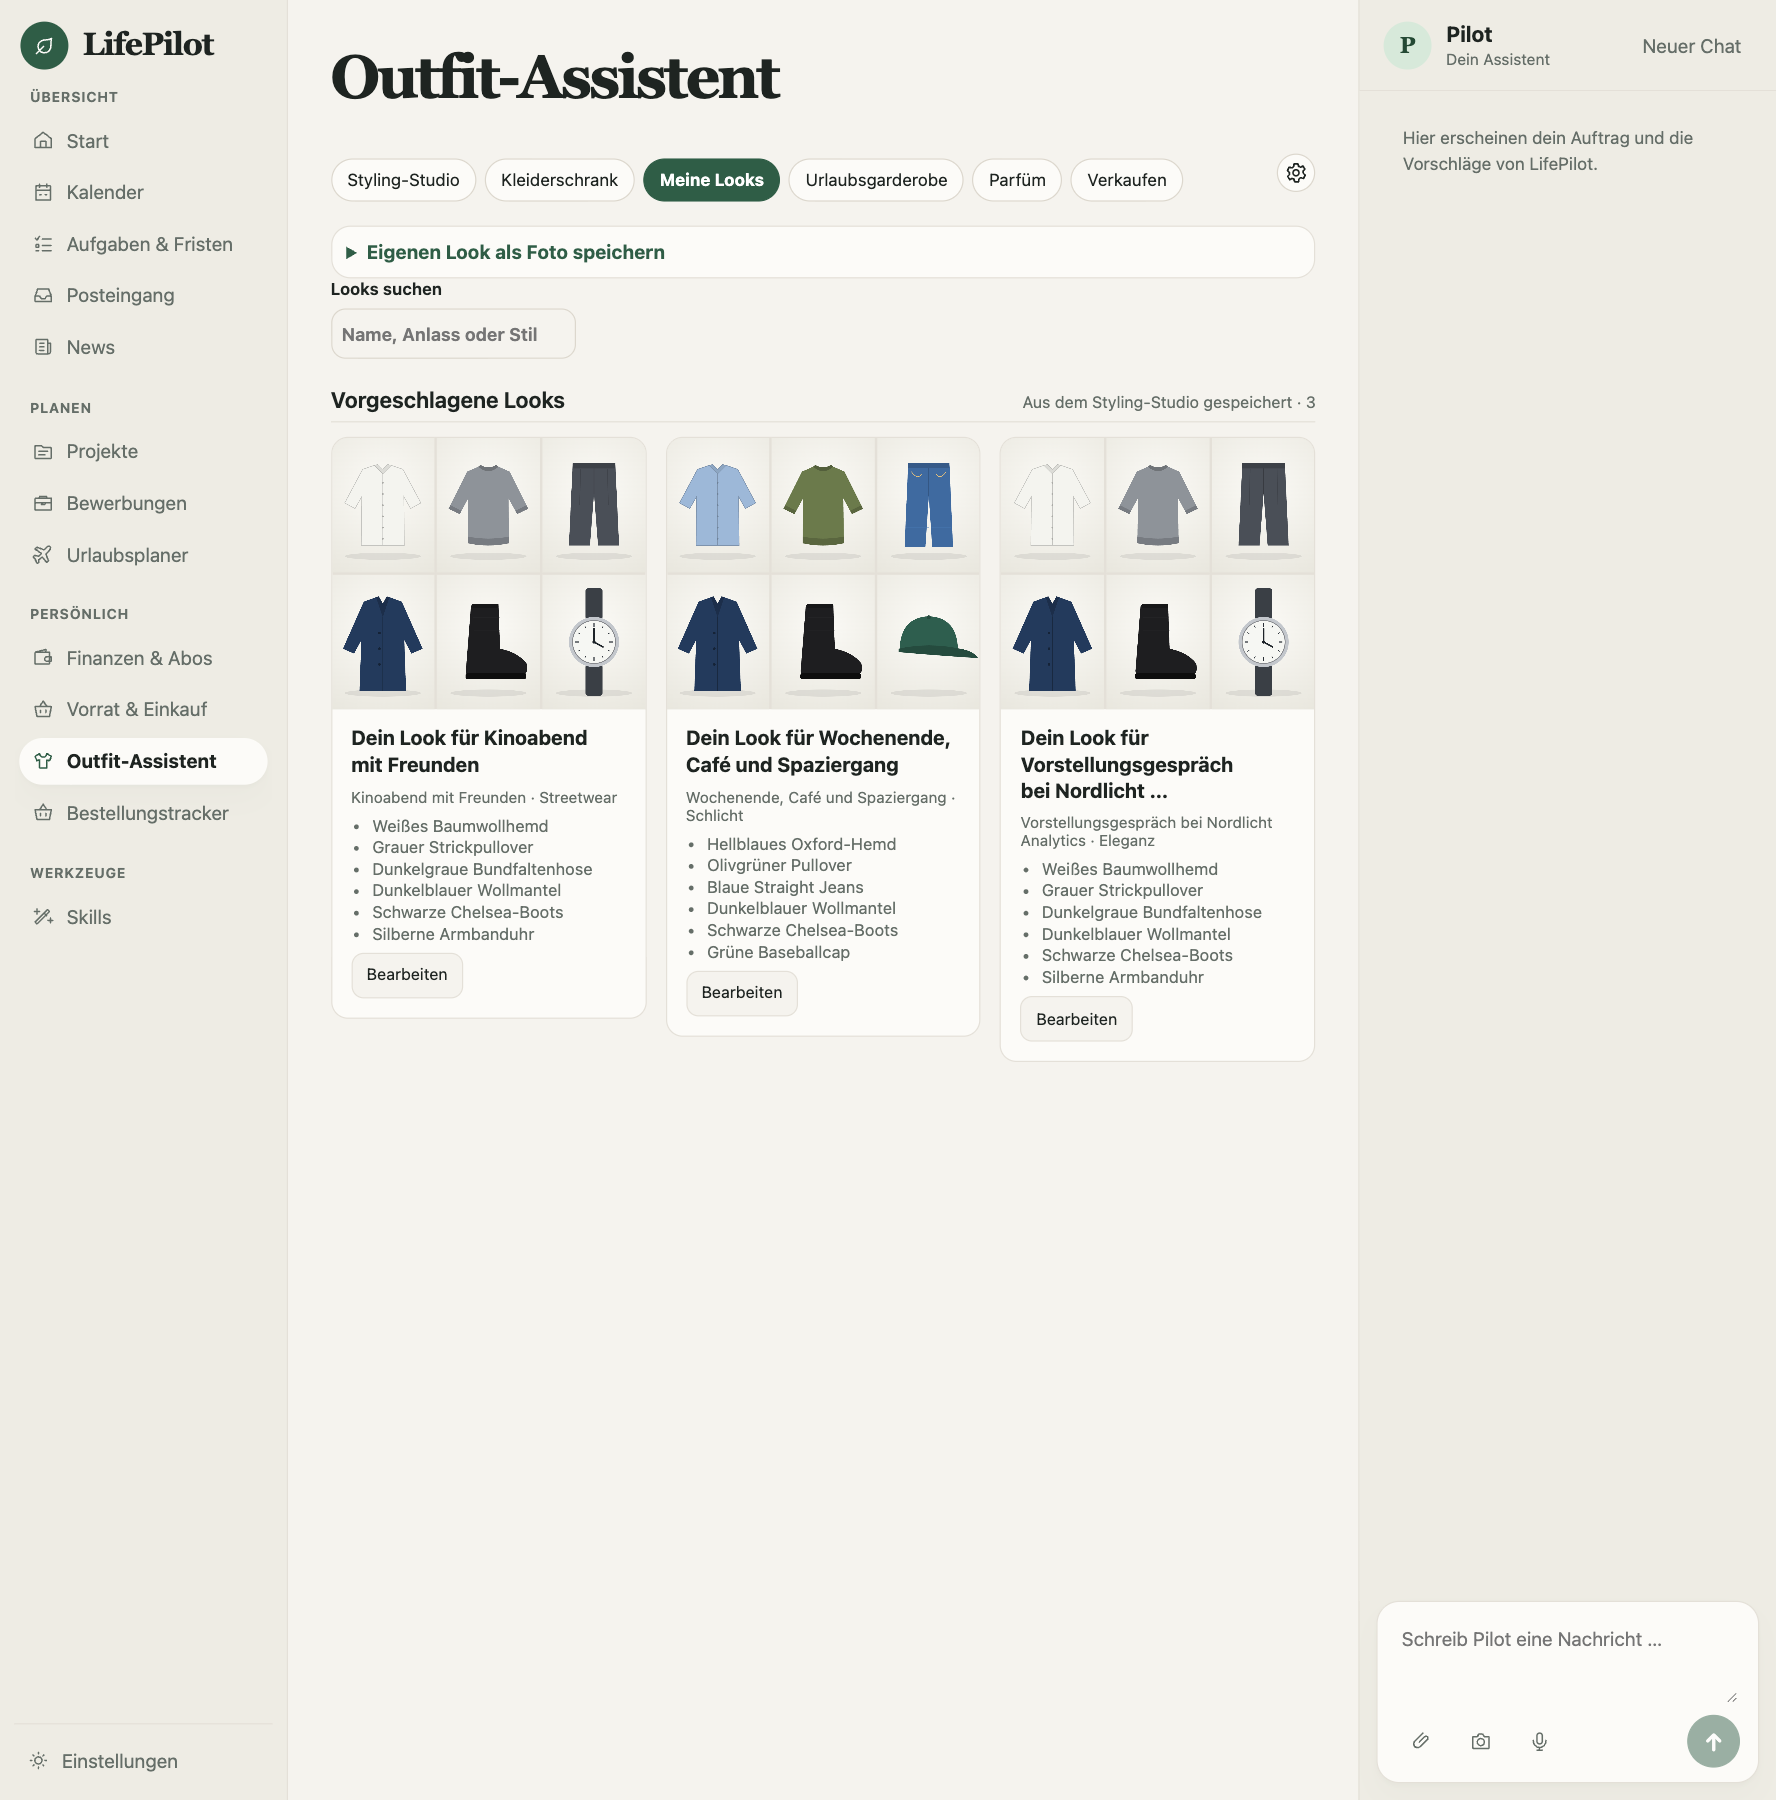 LifePilot
ÜBERSICHT
Start
Kalender
Aufgaben & Fristen
Posteingang
News
PLANEN
Projekte
Bewerbungen
Urlaubsplaner
PERSÖNLICH
Finanzen & Abos
Vorrat & Einkauf
Outfit-Assistent
Bestellungstracker
WERKZEUGE
Skills
Einstellungen
Outfit-Assistent
Styling-Studio
Kleiderschrank
Meine Looks
Urlaubsgarderobe
Parfüm
Verkaufen
▶ Eigenen Look als Foto speichern
Looks suchen
Name, Anlass oder Stil
Vorgeschlagene Looks
Aus dem Styling-Studio gespeichert · 3
Dein Look für Kinoabend
mit Freunden
Kinoabend mit Freunden · Streetwear
• Weißes Baumwollhemd
• Grauer Strickpullover
• Dunkelgraue Bundfaltenhose
• Dunkelblauer Wollmantel
• Schwarze Chelsea-Boots
• Silberne Armbanduhr
Bearbeiten
Dein Look für Wochenende,
Café und Spaziergang
Wochenende, Café und Spaziergang ·
Schlicht
• Hellblaues Oxford-Hemd
• Olivgrüner Pullover
• Blaue Straight Jeans
• Dunkelblauer Wollmantel
• Schwarze Chelsea-Boots
• Grüne Baseballcap
Bearbeiten
Dein Look für
Vorstellungsgespräch
bei Nordlicht ...
Vorstellungsgespräch bei Nordlicht
Analytics · Eleganz
• Weißes Baumwollhemd
• Grauer Strickpullover
• Dunkelgraue Bundfaltenhose
• Dunkelblauer Wollmantel
• Schwarze Chelsea-Boots
• Silberne Armbanduhr
Bearbeiten
P
Pilot
Dein Assistent
Neuer Chat
Hier erscheinen dein Auftrag und die
Vorschläge von LifePilot.
Schreib Pilot eine Nachricht ...